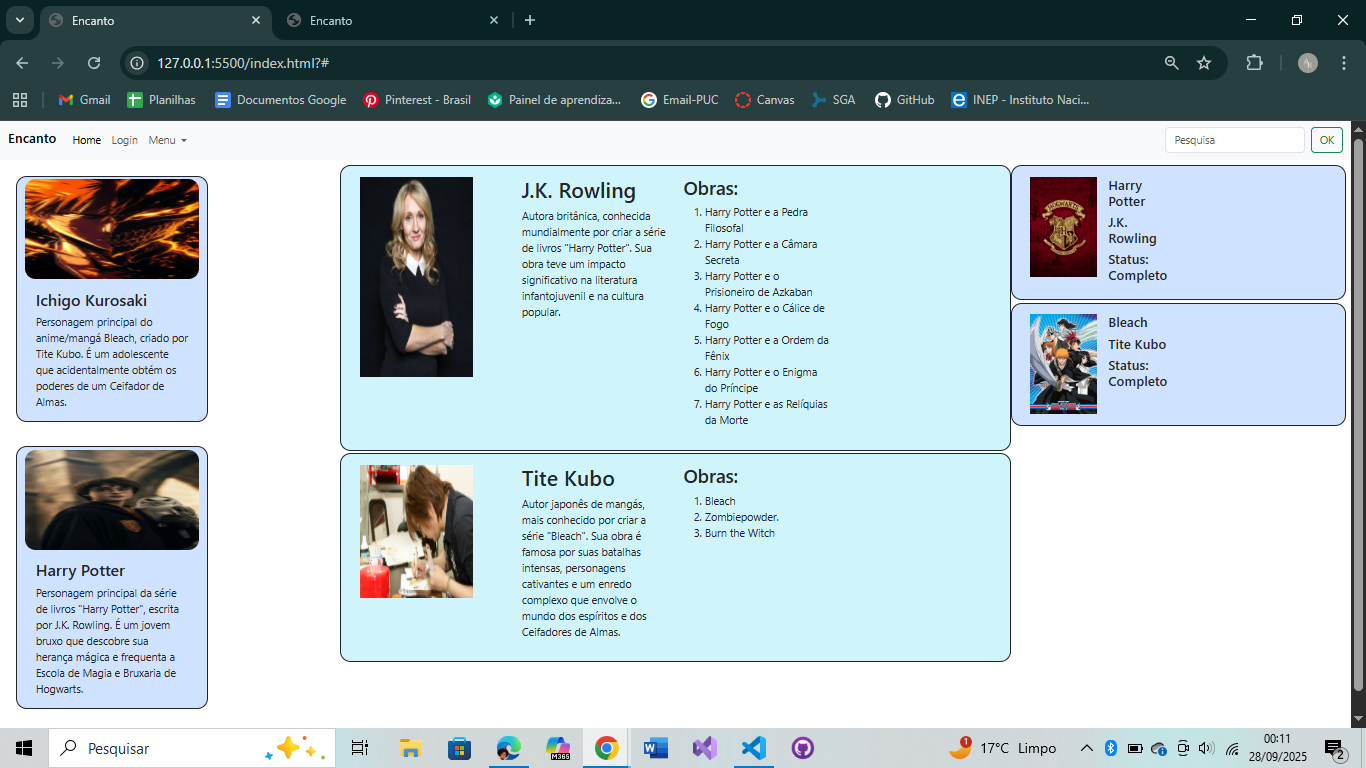 Encanto
Encanto
127.0.0.1:5500/index.html?#
Gmail
Planilhas
Documentos Google
Pinterest - Brasil
Painel de aprendiza...
Email-PUC
Canvas
SGA
GitHub
INEP - Instituto Naci...
Encanto
Home
Login
Menu
Pesquisa
OK
Ichigo Kurosaki
Personagem principal do
anime/mangá Bleach, criado por
Tite Kubo. É um adolescente
que acidentalmente obtém os
poderes de um Ceifador de
Almas.
Harry Potter
Personagem principal da série
de livros "Harry Potter", escrita
por J.K. Rowling. É um jovem
bruxo que descobre sua
herança mágica e frequenta a
Escola de Magia e Bruxaria de
Hogwarts.
J.K. Rowling
Autora britânica, conhecida
mundialmente por criar a série
de livros "Harry Potter". Sua
obra teve um impacto
significativo na literatura
infantojuvenil e na cultura
popular.
Obras:
1. Harry Potter e a Pedra
Filosofal
2. Harry Potter e a Câmara
Secreta
3. Harry Potter e o
Prisioneiro de Azkaban
4. Harry Potter e o Cálice de
Fogo
5. Harry Potter e a Ordem da
Fênix
6. Harry Potter e o Enigma
do Príncipe
7. Harry Potter e as Relíquias
da Morte
Tite Kubo
Autor japonês de mangás,
mais conhecido por criar a
série "Bleach". Sua obra é
famosa por suas batalhas
intensas, personagens
cativantes e um enredo
complexo que envolve o
mundo dos espíritos e dos
Ceifadores de Almas.
Obras:
1. Bleach
2. Zombiepowder.
3. Burn the Witch
HOGWARTS
Harry
Potter
J.K.
Rowling
Status:
Completo
Bleach
Tite Kubo
Status:
Completo
Pesquisar
M365
1
17°C Limpo
00:11
28/09/2025
2